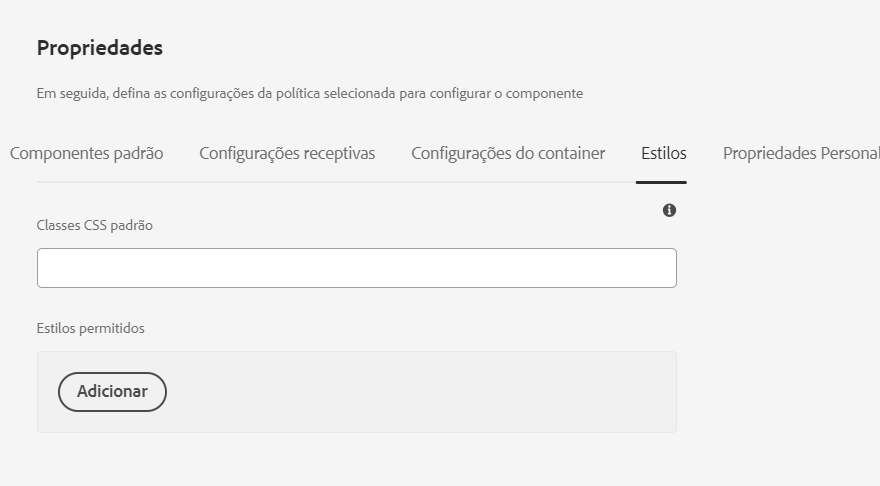 Propriedades
Em seguida, defina as configurações da política selecionada para configurar o componente
Componentes padrão Configurações receptivas Configurações do container Estilos Propriedades Personal
Classes CSS padrão
Estilos permitidos
Adicionar